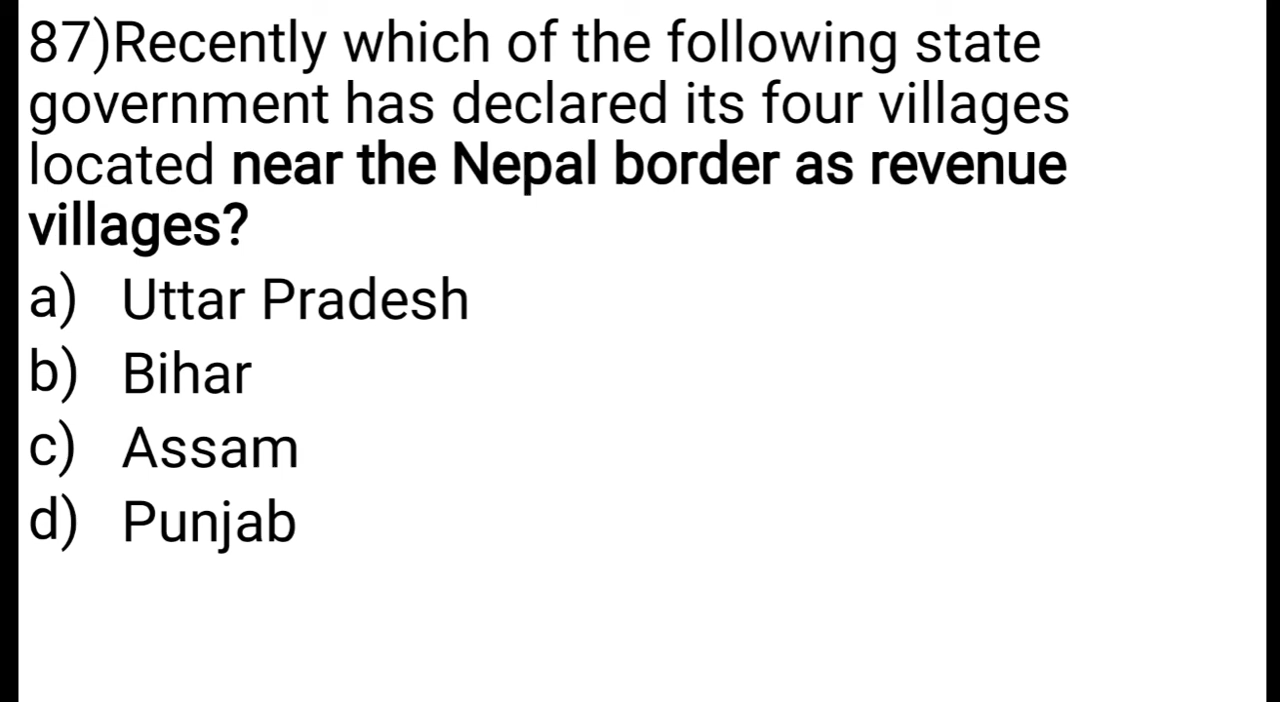 87)Recently which of the following state
government has declared its four villages
located near the Nepal border as revenue
villages?
a) Uttar Pradesh
b) Bihar
c) Assam
d) Punjab